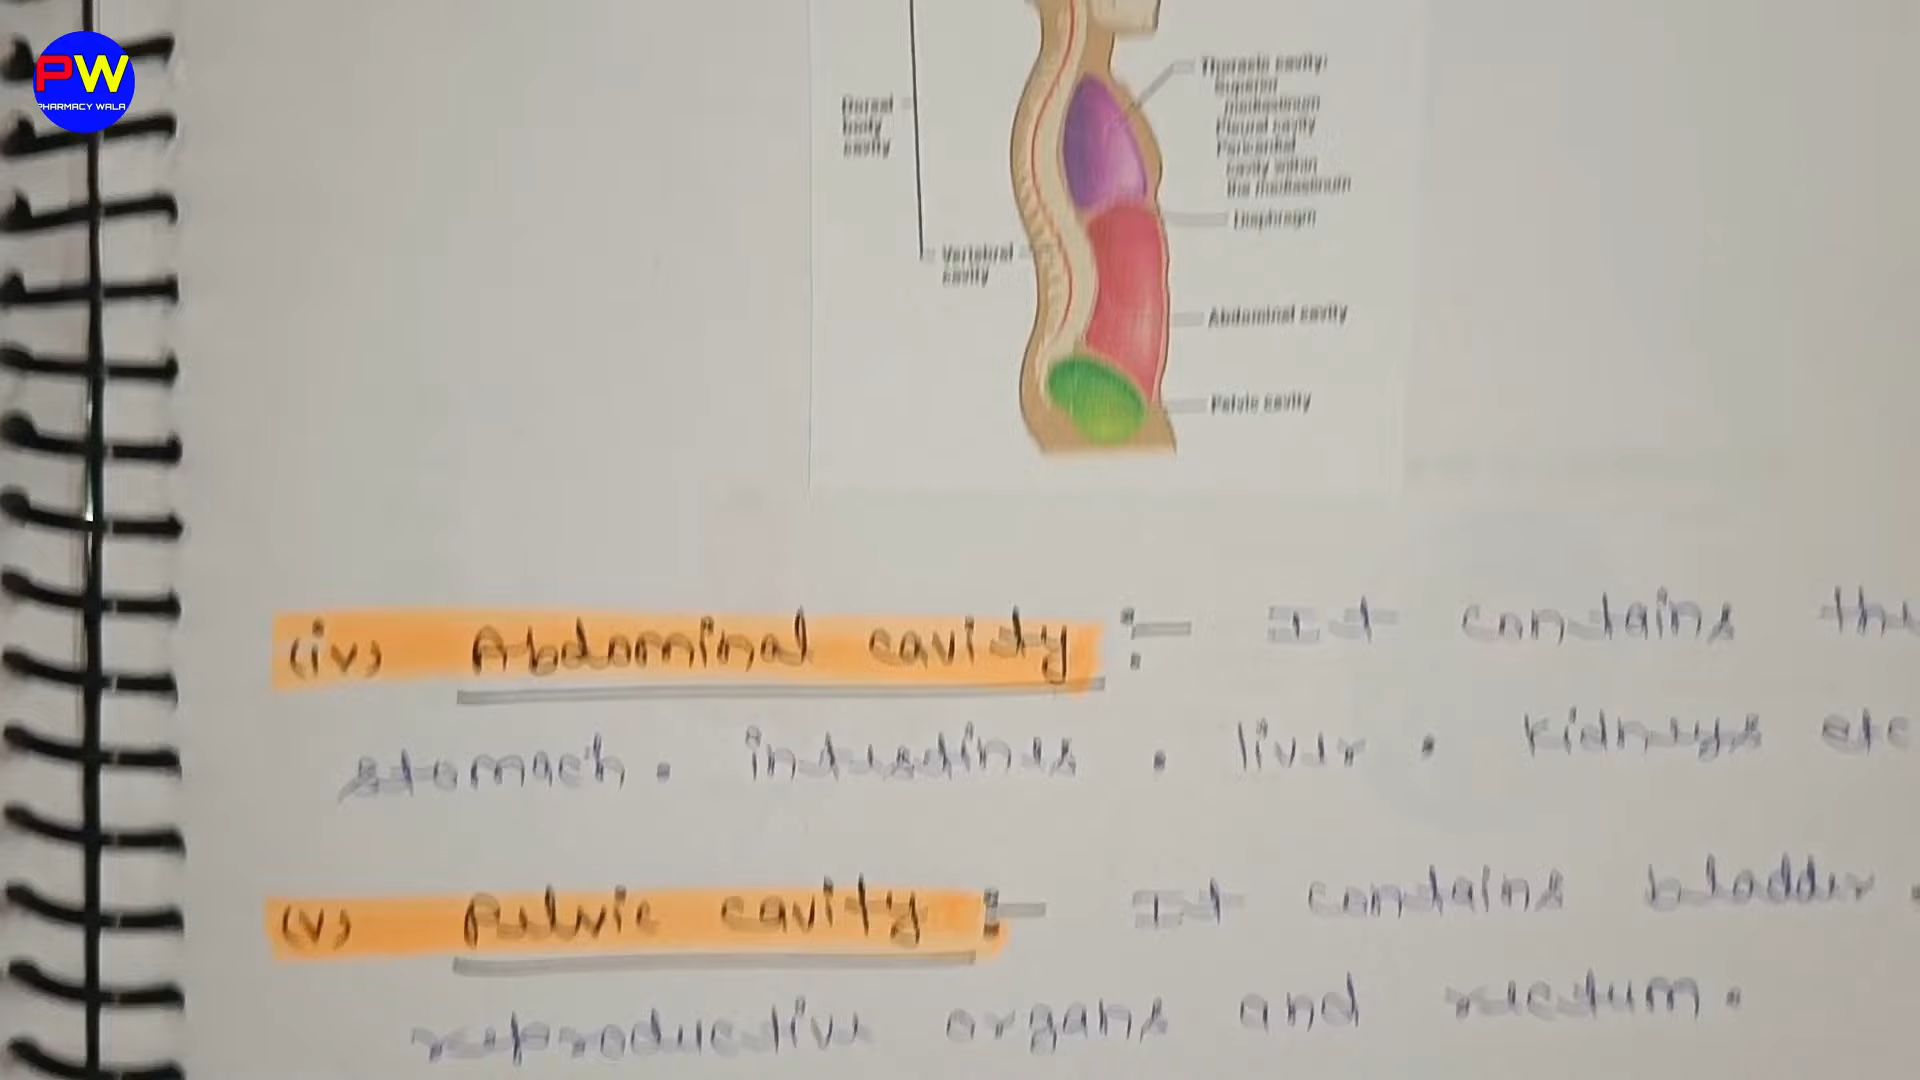 PW
PHARMACY WALA
Dorsal
body
cavity
Vertebral
cavity
Thoracic cavity:
Superior
mediastinum
Pleural cavity
Pericardial
cavity within
the mediastinum
Diaphragm
Abdominal cavity
Pelvic cavity
(iv) Abdominal cavity :- It contains the
stomach, intestines, liver, kidneys etc
(v) Pelvic cavity :- It contains bladder,
reproductive organs and rectum.